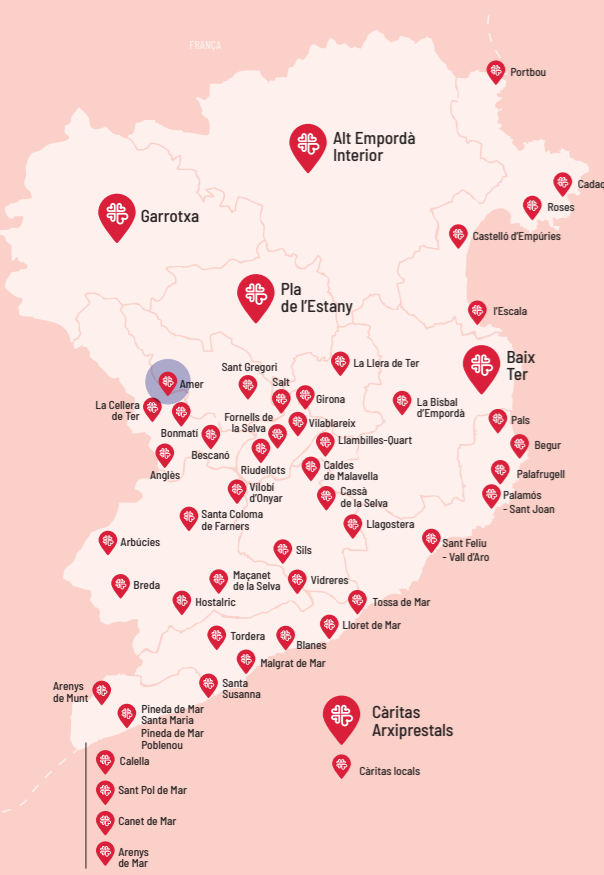 FRANÇA
Portbou
Alt Empordà
Interior
Cadaq
Roses
Garrotxa
Castelló d'Empúries
Pla
de l'Estany
l'Escala
Baix
Ter
La Llera de Ter
Sant Gregori
Salt
Amer
Girona
La Bisbal
d'Empordà
La Cellera
de Ter
Bonmatí
Fornells de
la Selva
Vilablareix
Pals
Bescanó
Llambilles-Quart
Begur
Anglès
Riudellots
Caldes
de Malavella
Palafrugell
Vilobí
d'Onyar
Cassà
de la Selva
Palamós
- Sant Joan
Santa Coloma
de Farners
Llagostera
Arbúcies
Sils
Sant Feliu
- Vall d'Aro
Breda
Maçanet
de la Selva
Vidreres
Hostalric
Tossa de Mar
Lloret de Mar
Tordera
Blanes
Malgrat de Mar
Arenys
de Munt
Santa
Susanna
Pineda de Mar
Santa Maria
Pineda de Mar
Poblenou
Càritas
Arxiprestals
Calella
Càritas locals
Sant Pol de Mar
Canet de Mar
Arenys
de Mar